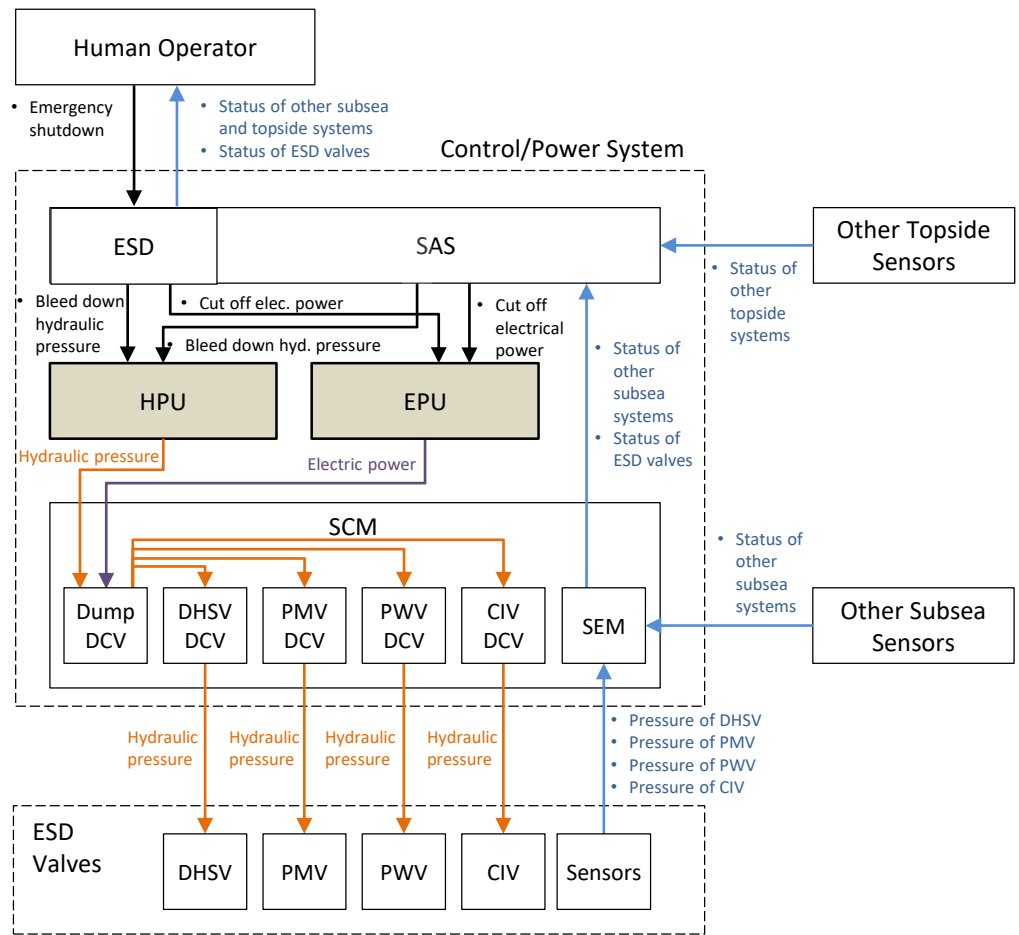 Human Operator
• Emergency
shutdown
• Status of other subsea
and topside systems
• Status of ESD valves
Control/Power System
ESD
SAS
Other Topside
Sensors
• Status of
other
topside
systems
• Bleed down
hydraulic
pressure
• Cut off elec. power
• Bleed down hyd. pressure
• Cut off
electrical
power
• Status of
other
subsea
systems
• Status of
ESD valves
HPU
EPU
Hydraulic pressure
Electric power
SCM
• Status of
other
subsea
systems
Dump
DCV
DHSV
DCV
PMV
DCV
PWV
DCV
CIV
DCV
SEM
Other Subsea
Sensors
Hydraulic
pressure
Hydraulic
pressure
Hydraulic
pressure
Hydraulic
pressure
• Pressure of DHSV
• Pressure of PMV
• Pressure of PWV
• Pressure of CIV
ESD
Valves
DHSV
PMV
PWV
CIV
Sensors